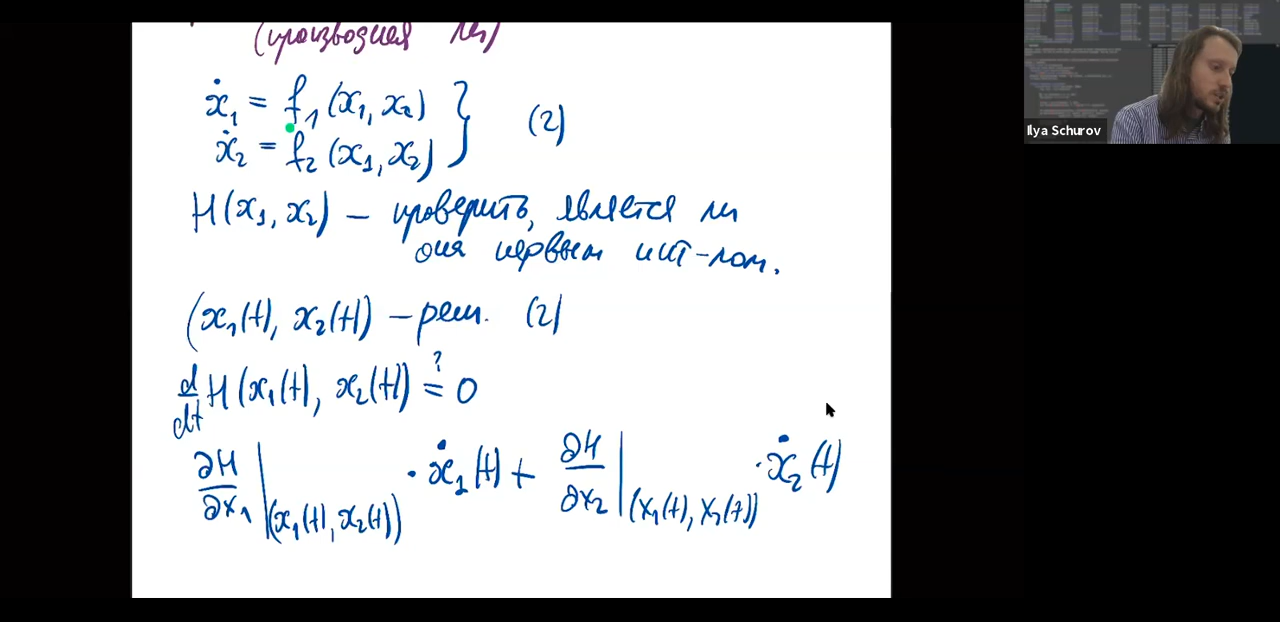 (производная Ли)
ẋ₁ = f₁(x₁, x₂)
ẋ₂ = f₂(x₁, x₂) } (2)
H(x₁, x₂) – проверить, является ли
она первым инт-лом.
(x₁(t), x₂(t)) – реш. (2)
d/dt H(x₁(t), x₂(t)) =? 0
∂H/∂x₁ |(x₁(t), x₂(t)) · ẋ₁(t) + ∂H/∂x₂ |(x₁(t), x₂(t)) · ẋ₂(t)
Ilya Schurov